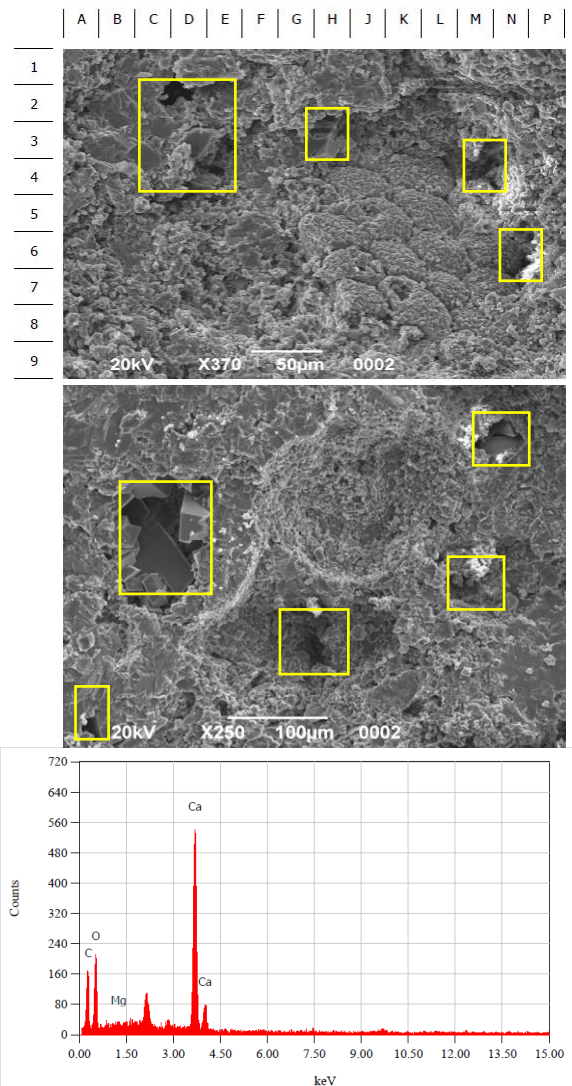 A B C D E F G H J K L M N P
1
2
3
4
5
6
7
8
9
20kV X370 50µm 0002
20kV X250 100µm 0002
720
640
560
480
400
320
240
160
80
0
Counts
Ca
O
C
Ca
Mg
0.00 1.50 3.00 4.50 6.00 7.50 9.00 10.50 12.00 13.50 15.00
keV